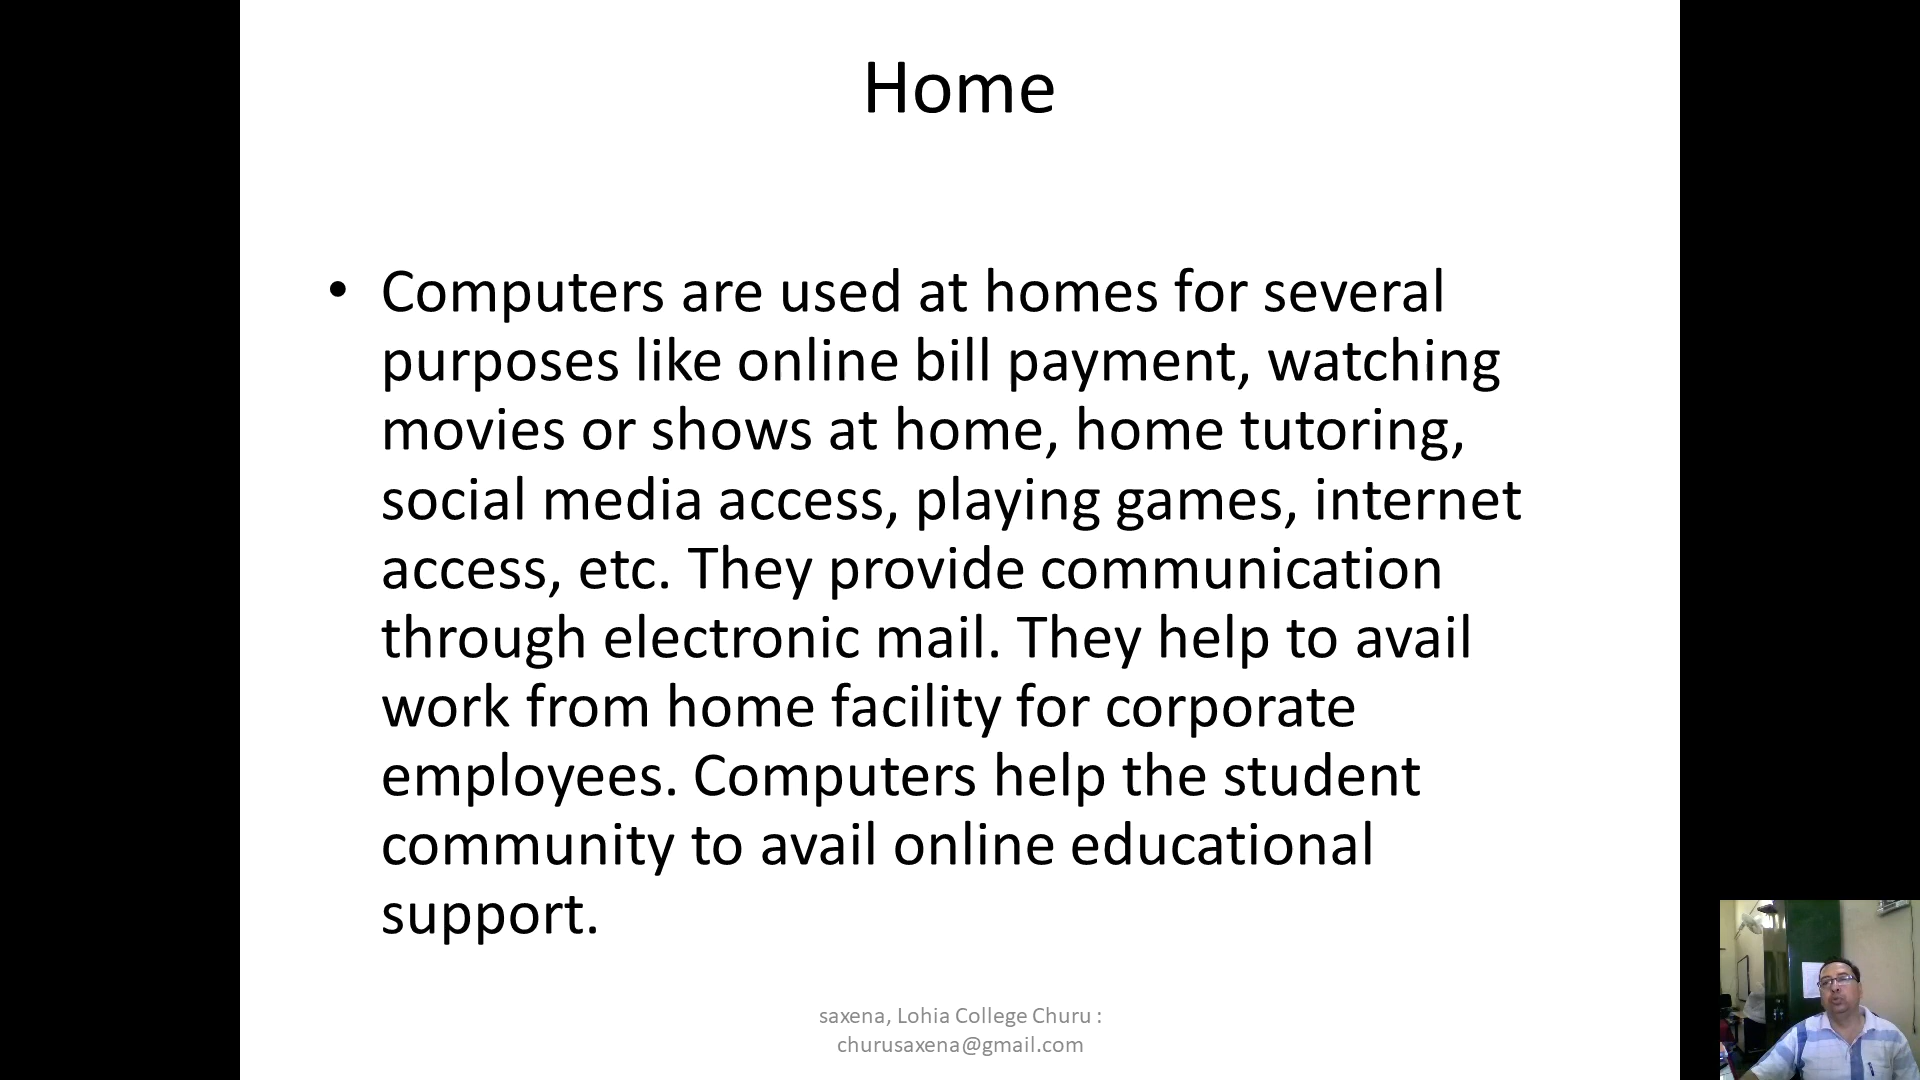 Home
• Computers are used at homes for several
purposes like online bill payment, watching
movies or shows at home, home tutoring,
social media access, playing games, internet
access, etc. They provide communication
through electronic mail. They help to avail
work from home facility for corporate
employees. Computers help the student
community to avail online educational
support.
saxena, Lohia College Churu :
churusaxena@gmail.com